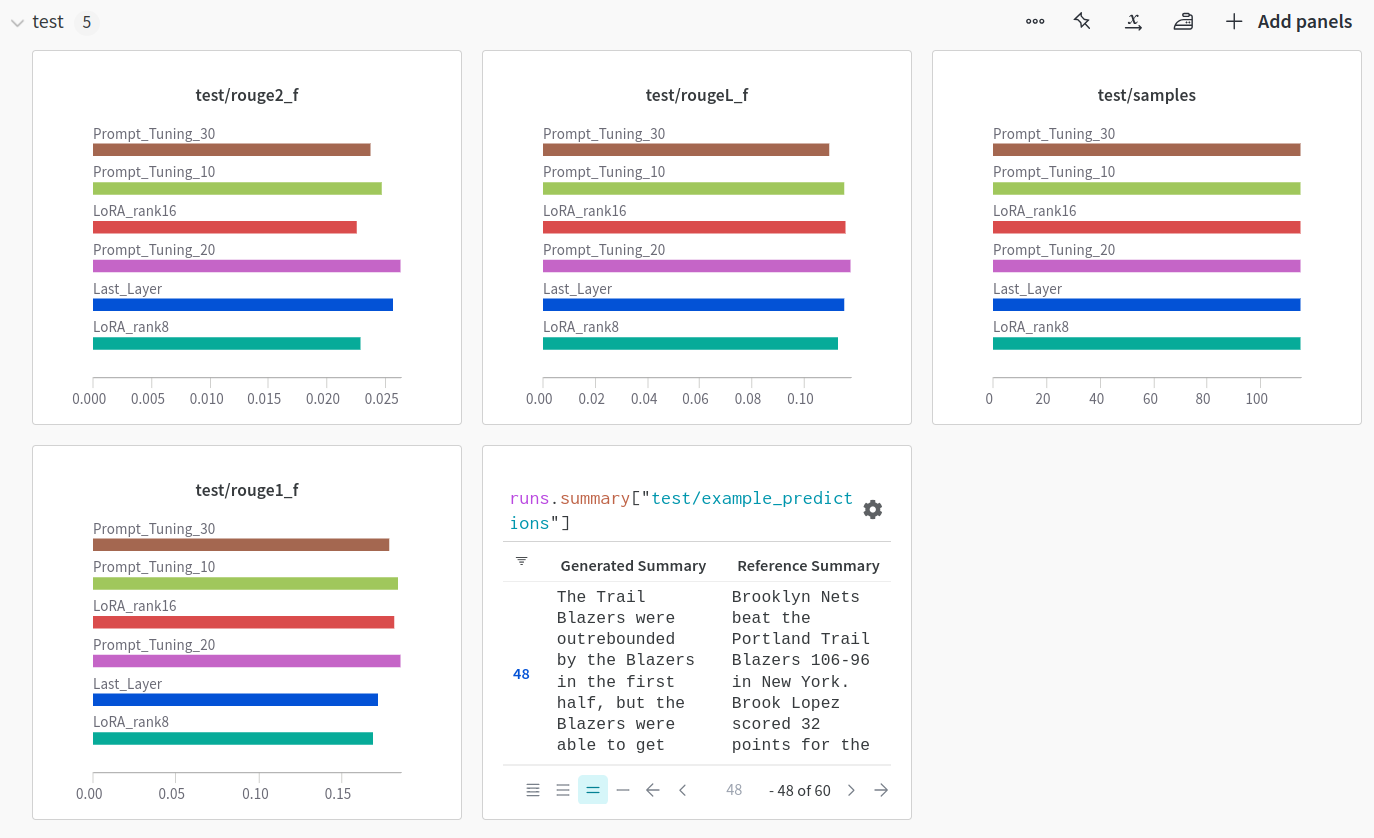 test 5
Add panels
test/rouge2_f
Prompt_Tuning_30
Prompt_Tuning_10
LoRA_rank16
Prompt_Tuning_20
Last_Layer
LoRA_rank8
0.000 0.005 0.010 0.015 0.020 0.025
test/rougeL_f
Prompt_Tuning_30
Prompt_Tuning_10
LoRA_rank16
Prompt_Tuning_20
Last_Layer
LoRA_rank8
0.00 0.02 0.04 0.06 0.08 0.10
test/samples
Prompt_Tuning_30
Prompt_Tuning_10
LoRA_rank16
Prompt_Tuning_20
Last_Layer
LoRA_rank8
0 20 40 60 80 100
test/rouge1_f
Prompt_Tuning_30
Prompt_Tuning_10
LoRA_rank16
Prompt_Tuning_20
Last_Layer
LoRA_rank8
0.00 0.05 0.10 0.15
runs.summary["test/example_predict
ions"]
Generated Summary Reference Summary
48
The Trail
Blazers were
outrebounded
by the Blazers
in the first
half, but the
Blazers were
able to get
Brooklyn Nets
beat the
Portland Trail
Blazers 106-96
in New York.
Brook Lopez
scored 32
points for the
48 - 48 of 60